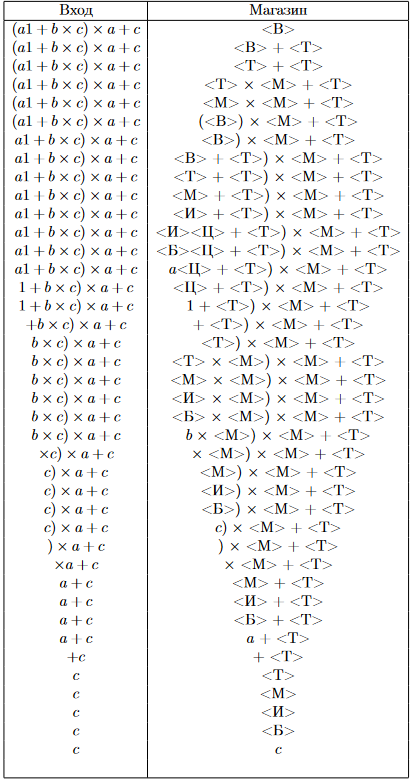 Вход Магазин
(a1 + b × c) × a + c <В>
(a1 + b × c) × a + c <В> + <Т>
(a1 + b × c) × a + c <Т> + <Т>
(a1 + b × c) × a + c <Т> × <М> + <Т>
(a1 + b × c) × a + c <М> × <М> + <Т>
(a1 + b × c) × a + c (<В>) × <М> + <Т>
a1 + b × c) × a + c <В>) × <М> + <Т>
a1 + b × c) × a + c <В> + <Т>) × <М> + <Т>
a1 + b × c) × a + c <Т> + <Т>) × <М> + <Т>
a1 + b × c) × a + c <М> + <Т>) × <М> + <Т>
a1 + b × c) × a + c <И> + <Т>) × <М> + <Т>
a1 + b × c) × a + c <И><Ц> + <Т>) × <М> + <Т>
a1 + b × c) × a + c <Б><Ц> + <Т>) × <М> + <Т>
a1 + b × c) × a + c a<Ц> + <Т>) × <М> + <Т>
1 + b × c) × a + c <Ц> + <Т>) × <М> + <Т>
1 + b × c) × a + c 1 + <Т>) × <М> + <Т>
+b × c) × a + c + <Т>) × <М> + <Т>
b × c) × a + c <Т>) × <М> + <Т>
b × c) × a + c <Т> × <М>) × <М> + <Т>
b × c) × a + c <М> × <М>) × <М> + <Т>
b × c) × a + c <И> × <М>) × <М> + <Т>
b × c) × a + c <Б> × <М>) × <М> + <Т>
b × c) × a + c b × <М>) × <М> + <Т>
×c) × a + c × <М>) × <М> + <Т>
c) × a + c <М>) × <М> + <Т>
c) × a + c <И>) × <М> + <Т>
c) × a + c <Б>) × <М> + <Т>
c) × a + c c) × <М> + <Т>
) × a + c ) × <М> + <Т>
×a + c × <М> + <Т>
a + c <М> + <Т>
a + c <И> + <Т>
a + c <Б> + <Т>
a + c a + <Т>
+c + <Т>
c <Т>
c <М>
c <И>
c <Б>
c c